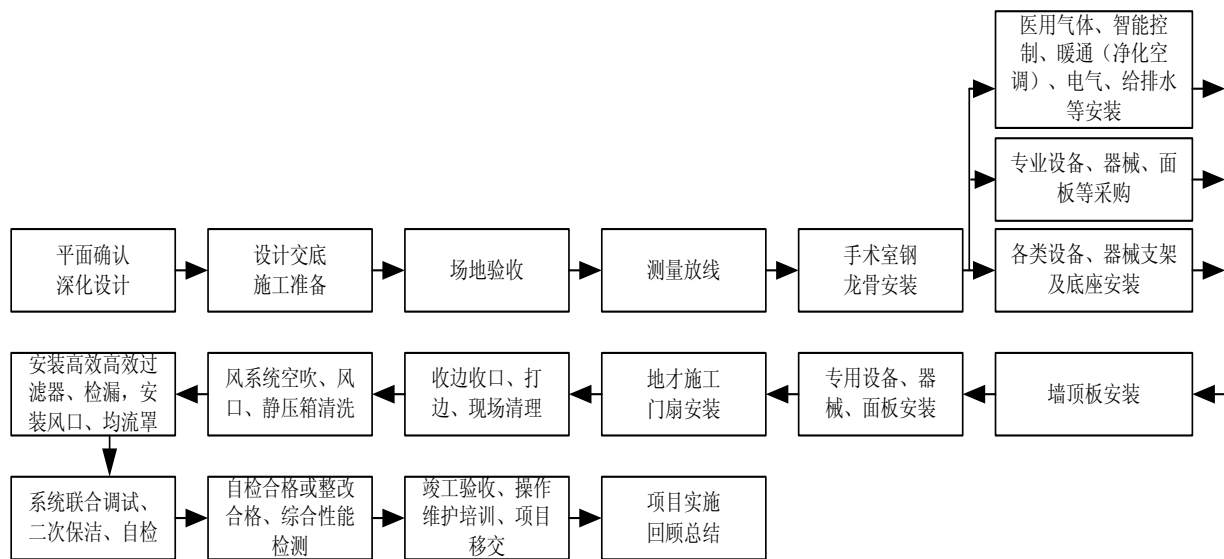 医用气体、智能控
制、暖通（净化空
调）、电气、给排水
等安装
专业设备、器械、面
板等采购
平面确认
深化设计
设计交底
施工准备
场地验收
测量放线
手术室钢
龙骨安装
各类设备、器械支架
及底座安装
安装高效高效过
滤器、检漏，安
装风口、均流罩
风系统空吹、风
口、静压箱清洗
收边收口、打
边、现场清理
地才施工
门扇安装
专用设备、器
械、面板安装
墙顶板安装
系统联合调试、
二次保洁、自检
自检合格或整改
合格、综合性能
检测
竣工验收、操作
维护培训、项目
移交
项目实施
回顾总结